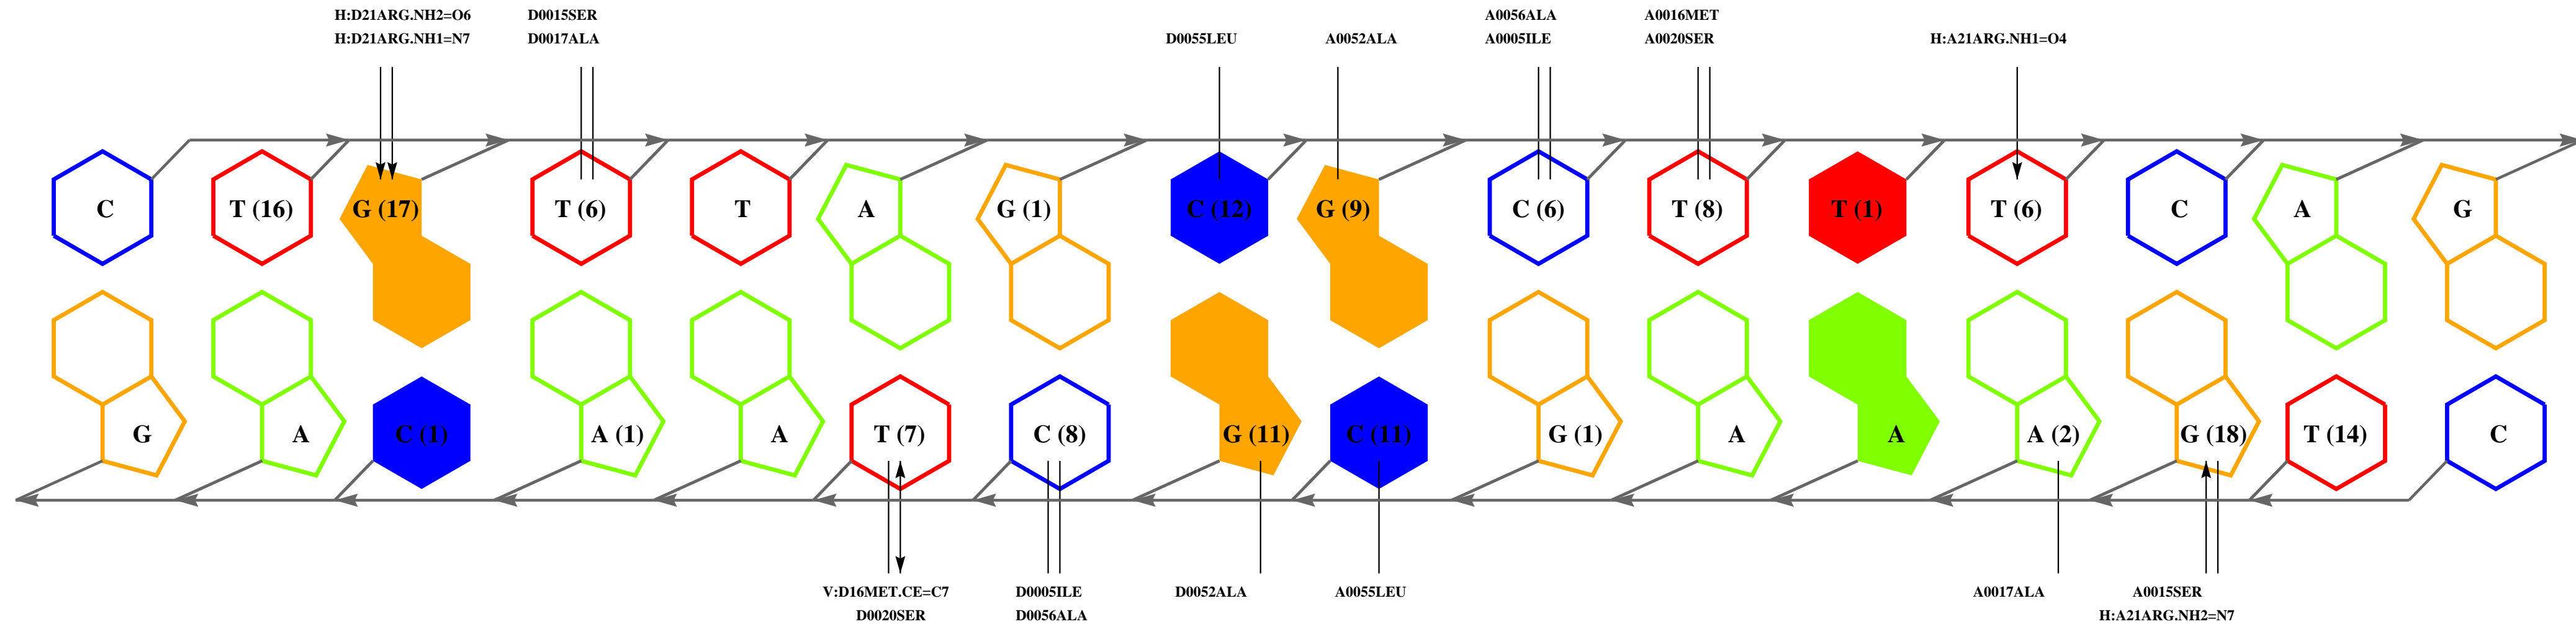 H:D21ARG.NH2=O6 D0015SER A0056ALA A0016MET
H:D21ARG.NH1=N7 D0017ALA D0055LEU A0052ALA A0005ILE A0020SER H:A21ARG.NH1=O4
C T (16) G (17) T (6) T A G (1) C (12) G (9) C (6) T (8) T (1) T (6) C A G
G A C (1) A (1) A T (7) C (8) G (11) C (11) G (1) A A A (2) G (18) T (14) C
V:D16MET.CE=C7 D0005ILE D0052ALA A0055LEU A0017ALA A0015SER
D0020SER D0056ALA H:A21ARG.NH2=N7